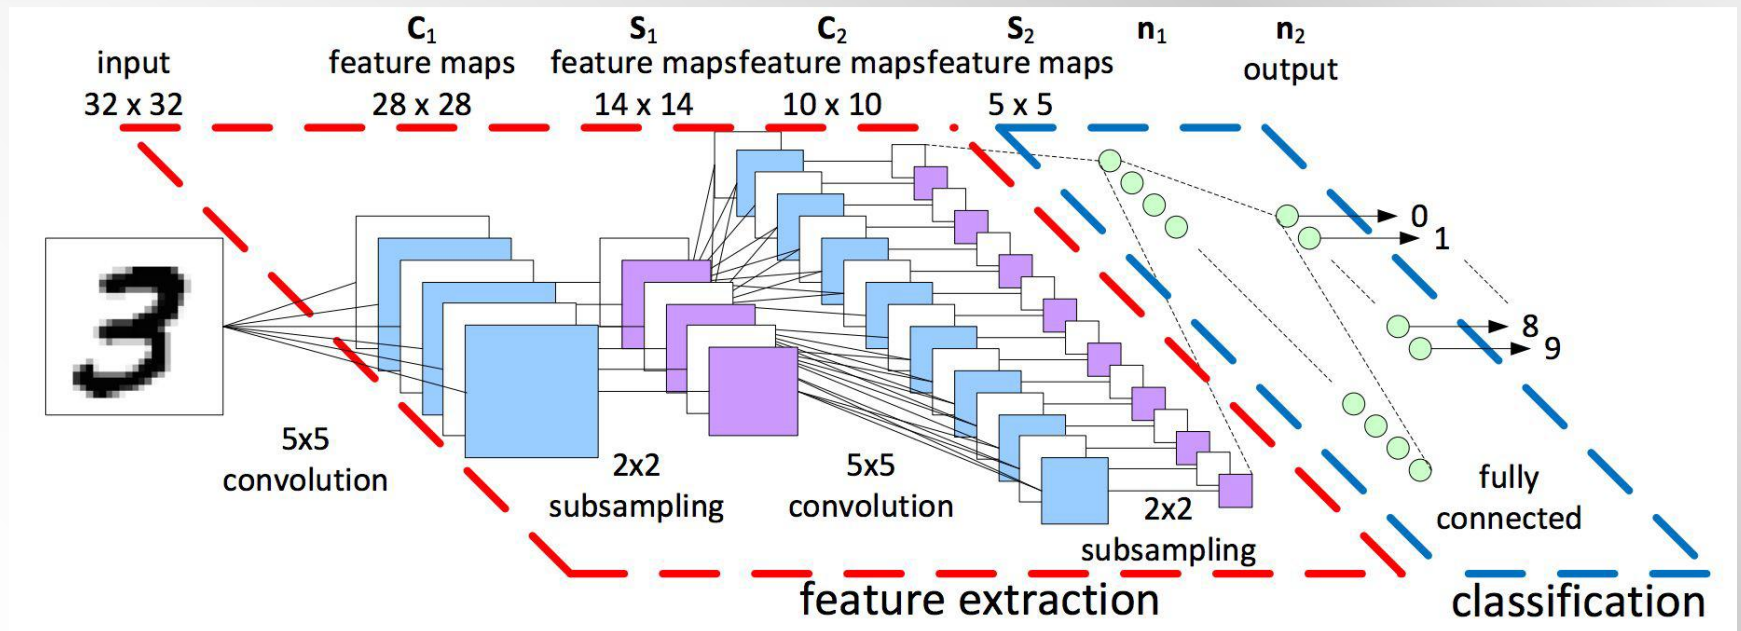 input
32 x 32
C1
feature maps
28 x 28
S1
feature maps
14 x 14
C2
feature maps
10 x 10
S2
feature maps
5 x 5
n1
n2
output
0
1
8
9
5x5
convolution
2x2
subsampling
5x5
convolution
2x2
subsampling
fully
connected
feature extraction
classification